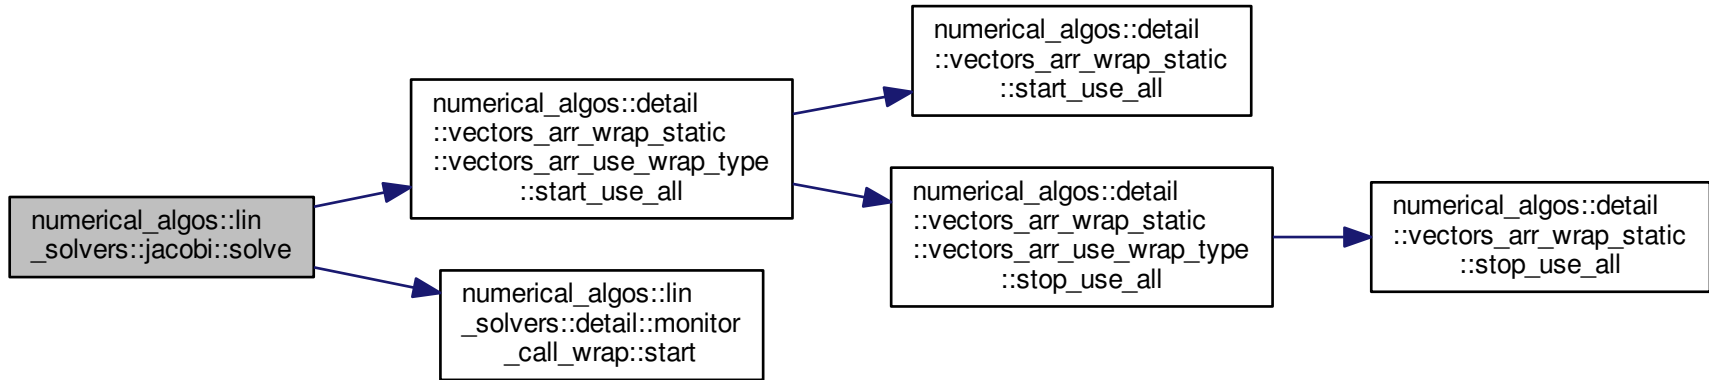 numerical_algos::lin
_solvers::jacobi::solve
numerical_algos::detail
::vectors_arr_wrap_static
::vectors_arr_use_wrap_type
::start_use_all
numerical_algos::lin
_solvers::detail::monitor
_call_wrap::start
numerical_algos::detail
::vectors_arr_wrap_static
::start_use_all
numerical_algos::detail
::vectors_arr_wrap_static
::vectors_arr_use_wrap_type
::stop_use_all
numerical_algos::detail
::vectors_arr_wrap_static
::stop_use_all